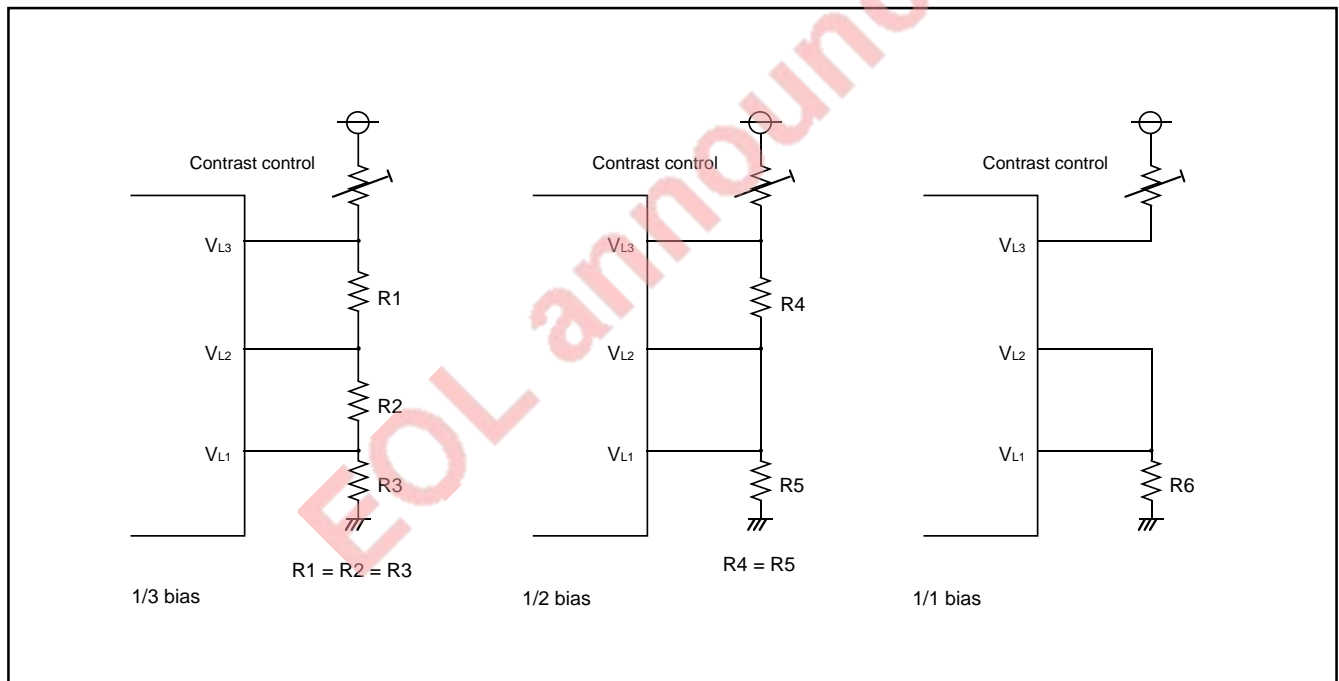 EOL announc
Contrast control
VL3
R1
VL2
R2
VL1
R3
R1 = R2 = R3
1/3 bias
Contrast control
VL3
R4
VL2
VL1
R5
R4 = R5
1/2 bias
Contrast control
VL3
VL2
VL1
R6
1/1 bias